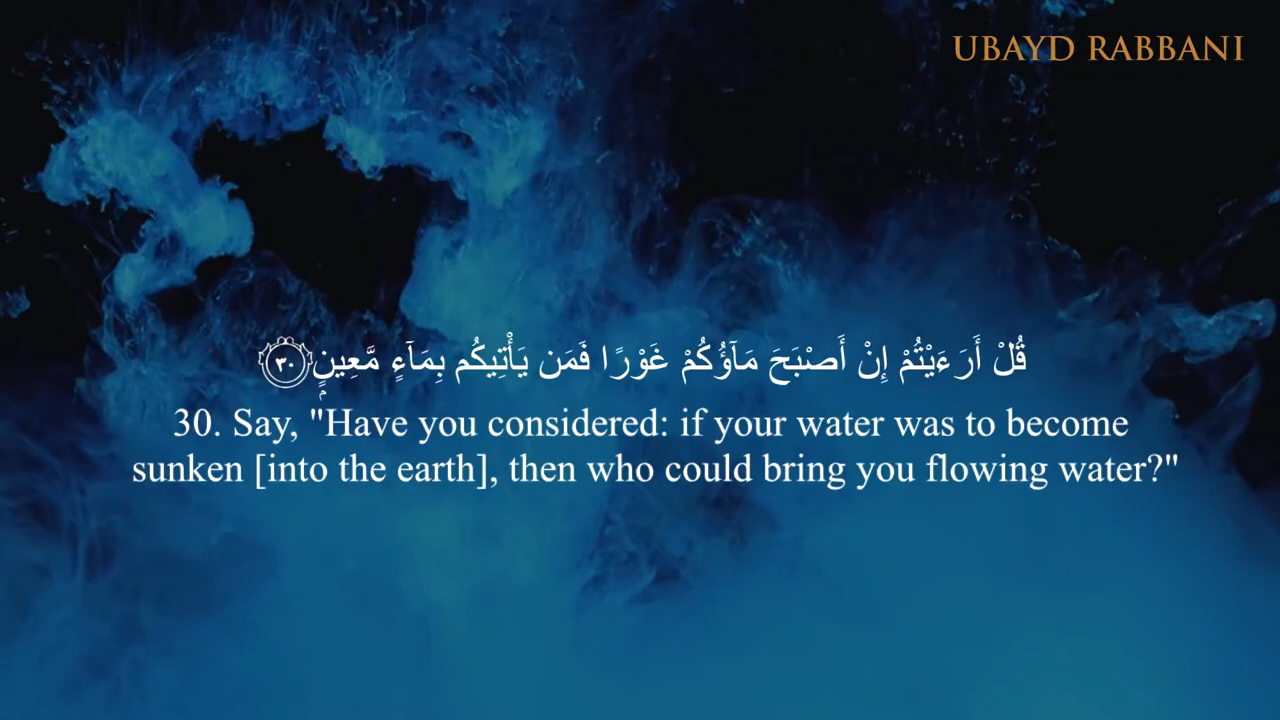 UBAYD RABBANI
قُلْ أَرَءَيْتُمْ إِنْ أَصْبَحَ مَآؤُكُمْ غَوْرًا فَمَن يَأْتِيكُم بِمَآءٍ مَّعِينٍۭ ٣٠
30. Say, "Have you considered: if your water was to become
sunken [into the earth], then who could bring you flowing water?"